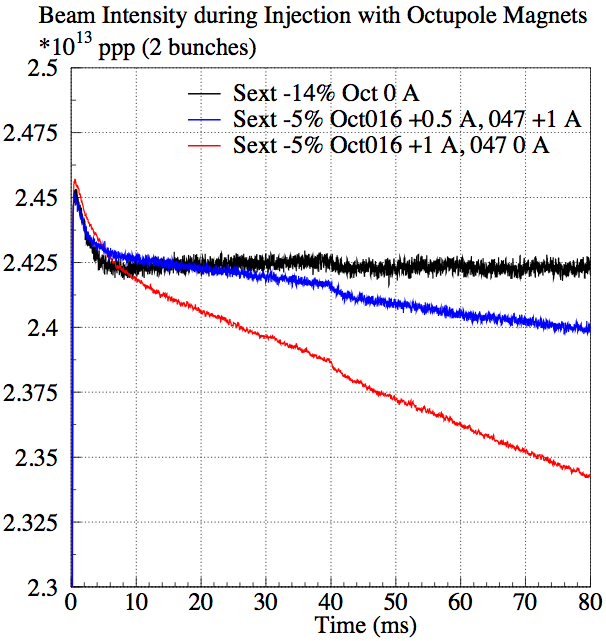 Beam Intensity during Injection with Octupole Magnets
*10¹³ ppp (2 bunches)
2.5
Sext -14% Oct 0 A
Sext -5% Oct016 +0.5 A, 047 +1 A
Sext -5% Oct016 +1 A, 047 0 A
2.475
2.45
2.425
2.4
2.375
2.35
2.325
2.3
0 10 20 30 40 50 60 70 80
Time (ms)